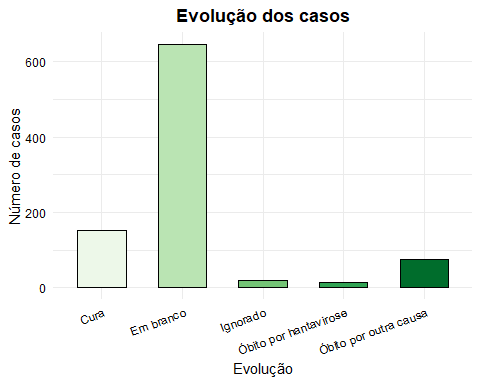 Evolução dos casos
Número de casos
600
400
200
0
Cura
Em branco
Ignorado
Óbito por hantavirose
Óbito por outra causa
Evolução